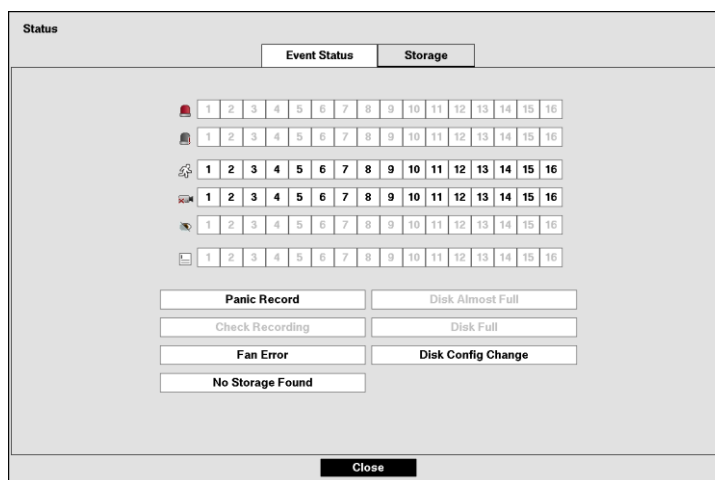 Status
Event Status Storage
1 2 3 4 5 6 7 8 9 10 11 12 13 14 15 16
1 2 3 4 5 6 7 8 9 10 11 12 13 14 15 16
1 2 3 4 5 6 7 8 9 10 11 12 13 14 15 16
1 2 3 4 5 6 7 8 9 10 11 12 13 14 15 16
1 2 3 4 5 6 7 8 9 10 11 12 13 14 15 16
1 2 3 4 5 6 7 8 9 10 11 12 13 14 15 16
Panic Record Disk Almost Full
Check Recording Disk Full
Fan Error Disk Config Change
No Storage Found
Close